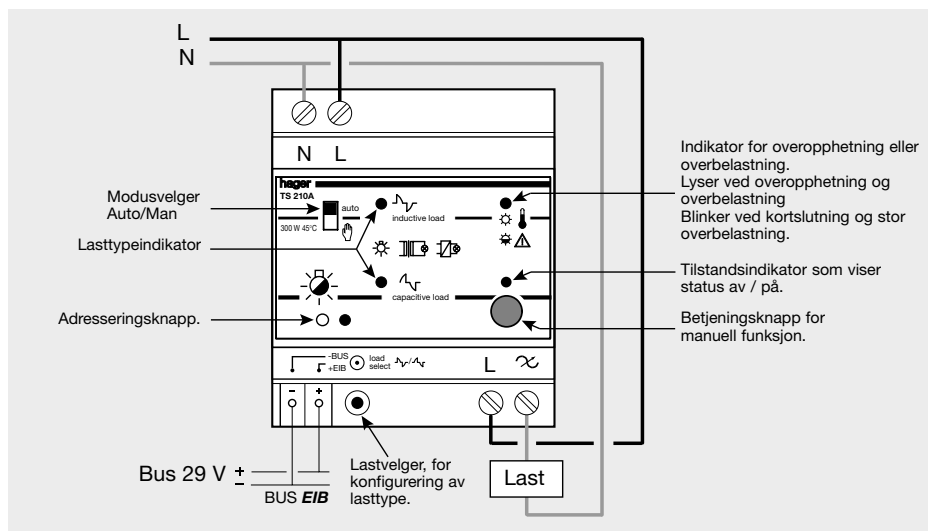 L
N
N L
hager
TS 210A
auto
300 W 45°C
inductive load
capacitive load
Modusvelger
Auto/Man
Lasttypeindikator
Adresseringsknapp.
Indikator for overopphetning eller
overbelastning.
Lyser ved overopphetning og
overbelastning
Blinker ved kortslutning og stor
overbelastning.
Tilstandsindikator som viser
status av / på.
Betjeningsknapp for
manuell funksjon.
-BUS
+EIB
load
select
L
- +
Bus 29 V
BUS EIB
Lastvelger, for
konfigurering av
lasttype.
Last